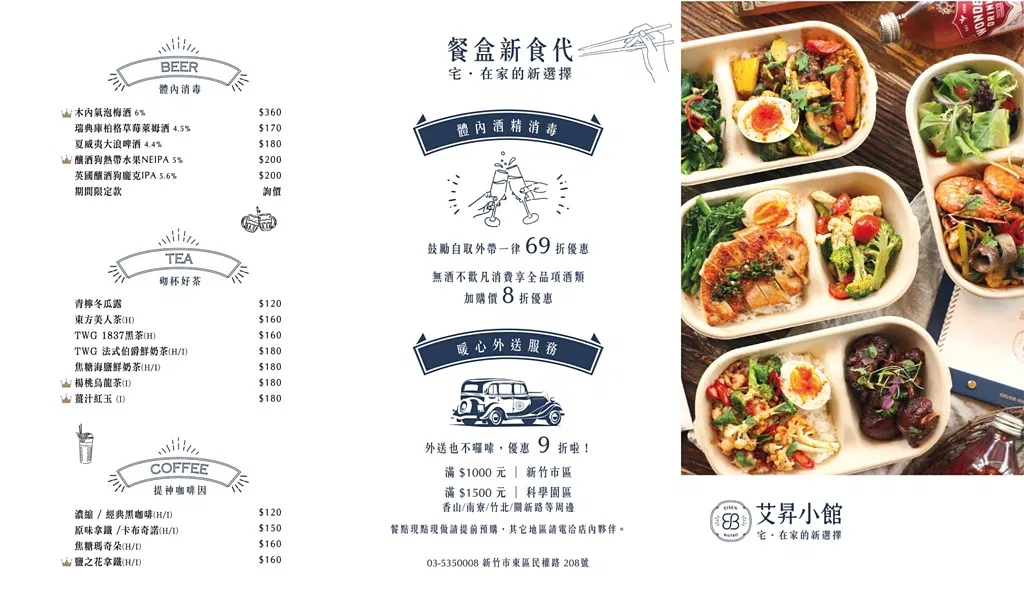 BEER
體內消毒
木內氣泡梅酒 6% $360
瑞典庫柏格草莓萊姆酒 4.5% $170
夏威夷大浪啤酒 4.4% $180
釀酒狗熱帶水果NEIPA 5% $200
英國釀酒狗龐克IPA 5.6% $200
期間限定款 詢價
TEA
呦杯好茶
青檸冬瓜露 $120
東方美人茶(H) $160
TWG 1837黑茶(H) $160
TWG 法式伯爵鮮奶茶(H/I) $180
焦糖海鹽鮮奶茶(H/I) $180
楊桃烏龍茶(I) $180
薑汁紅玉 (I) $180
COFFEE
提神咖啡因
濃縮 / 經典黑咖啡(H/I) $120
原味拿鐵 /卡布奇諾(H/I) $150
焦糖瑪奇朵(H/I) $160
鹽之花拿鐵(H/I) $160
餐盒新食代
宅・在家的新選擇
體內酒精消毒
鼓勵自取外帶一律 69 折優惠
無酒不歡凡消費享全品項酒類
加購價 8 折優惠
暖心外送服務
外送也不囉嗦，優惠 9 折啦！
滿 $1000 元 | 新竹市區
滿 $1500 元 | 科學園區
香山/南寮/竹北/關新路等周邊
餐點現點現做請提前預購，其它地區請電洽店內夥伴。
03-5350008 新竹市東區民權路 208號
WONDER
DRINK
EISEN
BISTRO
艾昇小館
宅・在家的新選擇